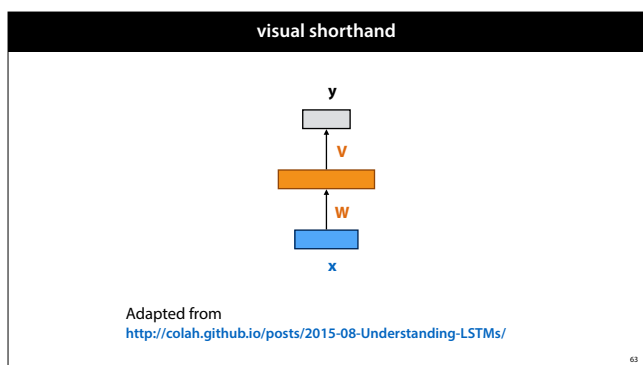 visual shorthand
y
V
W
x
Adapted from
http://colah.github.io/posts/2015-08-Understanding-LSTMs/
63